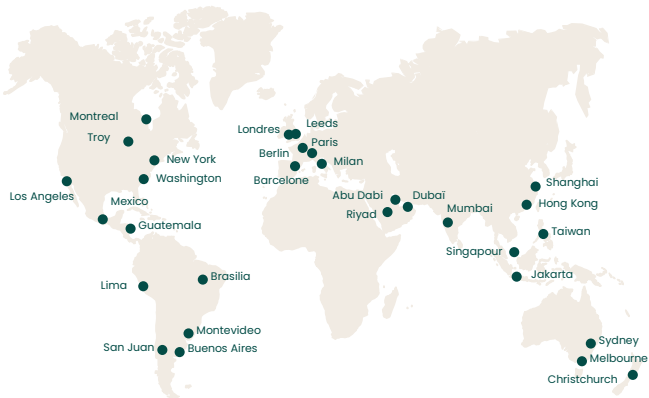 Montreal
Troy
New York
Washington
Los Angeles
Mexico
Guatemala
Lima
Brasilia
Montevideo
San Juan
Buenos Aires
Londres
Leeds
Paris
Berlin
Milan
Barcelone
Abu Dabi
Dubaï
Riyad
Mumbai
Shanghai
Hong Kong
Taiwan
Singapour
Jakarta
Sydney
Melbourne
Christchurch